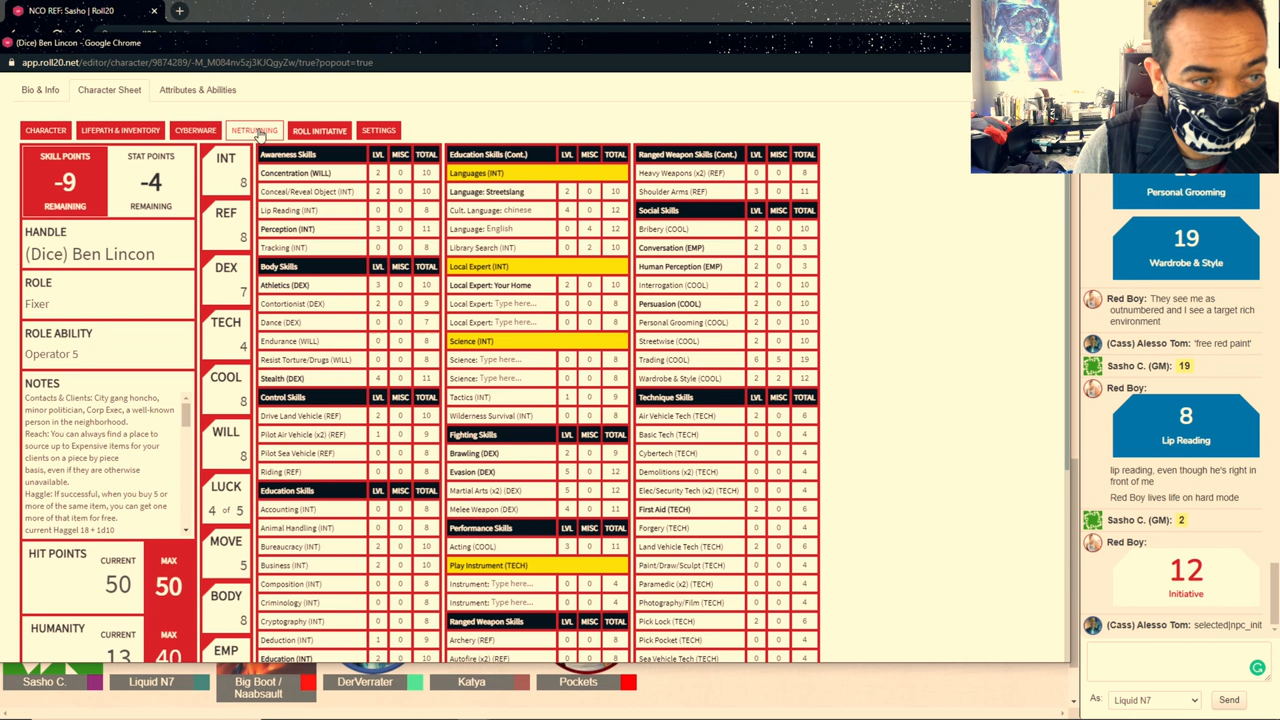 NCO REF: Sasho | Roll20
(Dice) Ben Lincon - Google Chrome
app.roll20.net/editor/character/9874289/-M_M084nv5zj3KJQgyZw/true?popout=true
Bio & Info
Character Sheet
Attributes & Abilities
CHARACTER
LIFEPATH & INVENTORY
CYBERWARE
ROLL INITIATIVE
SETTINGS
SKILL POINTS
-9
REMAINING
STAT POINTS
-4
REMAINING
HANDLE
(Dice) Ben Lincon
ROLE
Fixer
ROLE ABILITY
Operator 5
NOTES
Contacts & Clients: City gang honcho,
minor politician, Corp Exec, a well-known
person in the neighborhood.
Reach: You can always find a place to
source up to Expensive items for your
clients on a piece by piece
basis, even if they are otherwise
unavailable.
Haggle: If successful, when you buy 5 or
more of the same item, you can get one
more of that item for free.
current Haggel 18 + 1d10
HIT POINTS
CURRENT
50
MAX
50
HUMANITY
CURRENT
13
MAX
40
INT
8
REF
8
DEX
7
TECH
4
COOL
8
WILL
8
LUCK
4 of 5
MOVE
5
BODY
8
EMP
Awareness Skills LVL MISC TOTAL
Concentration (WILL) 2 0 10
Conceal/Reveal Object (INT) 2 0 10
Lip Reading (INT) 0 0 8
Perception (INT) 3 0 11
Tracking (INT) 0 0 8
Body Skills LVL MISC TOTAL
Athletics (DEX) 3 0 10
Contortionist (DEX) 2 0 9
Dance (DEX) 0 0 7
Endurance (WILL) 0 0 8
Resist Torture/Drugs (WILL) 0 0 8
Stealth (DEX) 4 0 11
Control Skills LVL MISC TOTAL
Drive Land Vehicle (REF) 2 0 10
Pilot Air Vehicle (x2) (REF) 1 0 9
Pilot Sea Vehicle (REF) 0 0 8
Riding (REF) 0 0 8
Education Skills LVL MISC TOTAL
Accounting (INT) 0 0 8
Animal Handling (INT) 0 0 8
Bureaucracy (INT) 2 0 10
Business (INT) 2 0 10
Composition (INT) 0 0 8
Criminology (INT) 0 0 8
Cryptography (INT) 0 0 8
Deduction (INT) 1 0 9
Education (INT) 2 0 10
Education Skills (Cont.) LVL MISC TOTAL
Languages (INT)
Language: Streetslang 2 0 10
Cult. Language: chinese 4 0 12
Language: English 0 4 12
Library Search (INT) 0 2 10
Local Expert (INT)
Local Expert: Your Home 2 0 10
Local Expert: Type here... 0 0 8
Local Expert: Type here... 0 0 8
Science (INT)
Science: Type here... 0 0 8
Science: Type here... 0 0 8
Tactics (INT) 1 0 9
Wilderness Survival (INT) 0 0 8
Fighting Skills LVL MISC TOTAL
Brawling (DEX) 2 0 9
Evasion (DEX) 5 0 12
Martial Arts (x2) (DEX) 5 0 12
Melee Weapon (DEX) 4 0 11
Performance Skills LVL MISC TOTAL
Acting (COOL) 3 0 11
Play Instrument (TECH)
Instrument: Type here... 0 0 4
Instrument: Type here... 0 0 4
Ranged Weapon Skills LVL MISC TOTAL
Archery (REF) 0 0 8
Autofire (x2) (REF) 0 0 8
Ranged Weapon Skills (Cont.) LVL MISC TOTAL
Heavy Weapons (x2) (REF) 0 0 8
Shoulder Arms (REF) 3 0 11
Social Skills LVL MISC TOTAL
Bribery (COOL) 2 0 10
Conversation (EMP) 2 0 3
Human Perception (EMP) 2 0 3
Interrogation (COOL) 2 0 10
Persuasion (COOL) 2 0 10
Personal Grooming (COOL) 2 0 10
Streetwise (COOL) 2 0 10
Trading (COOL) 6 5 19
Wardrobe & Style (COOL) 2 2 12
Technique Skills LVL MISC TOTAL
Air Vehicle Tech (TECH) 2 0 6
Basic Tech (TECH) 0 0 4
Cybertech (TECH) 0 0 4
Demolitions (x2) (TECH) 0 0 4
Elec/Security Tech (x2) (TECH) 0 0 4
First Aid (TECH) 2 0 6
Forgery (TECH) 0 0 4
Land Vehicle Tech (TECH) 2 0 6
Paint/Draw/Sculpt (TECH) 0 0 4
Paramedic (x2) (TECH) 0 0 4
Photography/Film (TECH) 0 0 4
Pick Lock (TECH) 2 0 6
Pick Pocket (TECH) 0 0 4
Sea Vehicle Tech (TECH) 0 0 4
Personal Grooming
19
Wardrobe & Style
Red Boy: They see me as
outnumbered and I see a target rich
environment
(Cass) Alesso Tom: 'free red paint'
Sasho C. (GM): 19
Red Boy:
8
Lip Reading
lip reading, even though he's right in
front of me
Red Boy lives life on hard mode
Sasho C. (GM): 2
Red Boy:
12
Initiative
(Cass) Alesso Tom: selected|npc_init
As:
Liquid N7
Send
Sasho C.
Liquid N7
Big Boot /
Naabsault
DerVerrater
Katya
Pockets